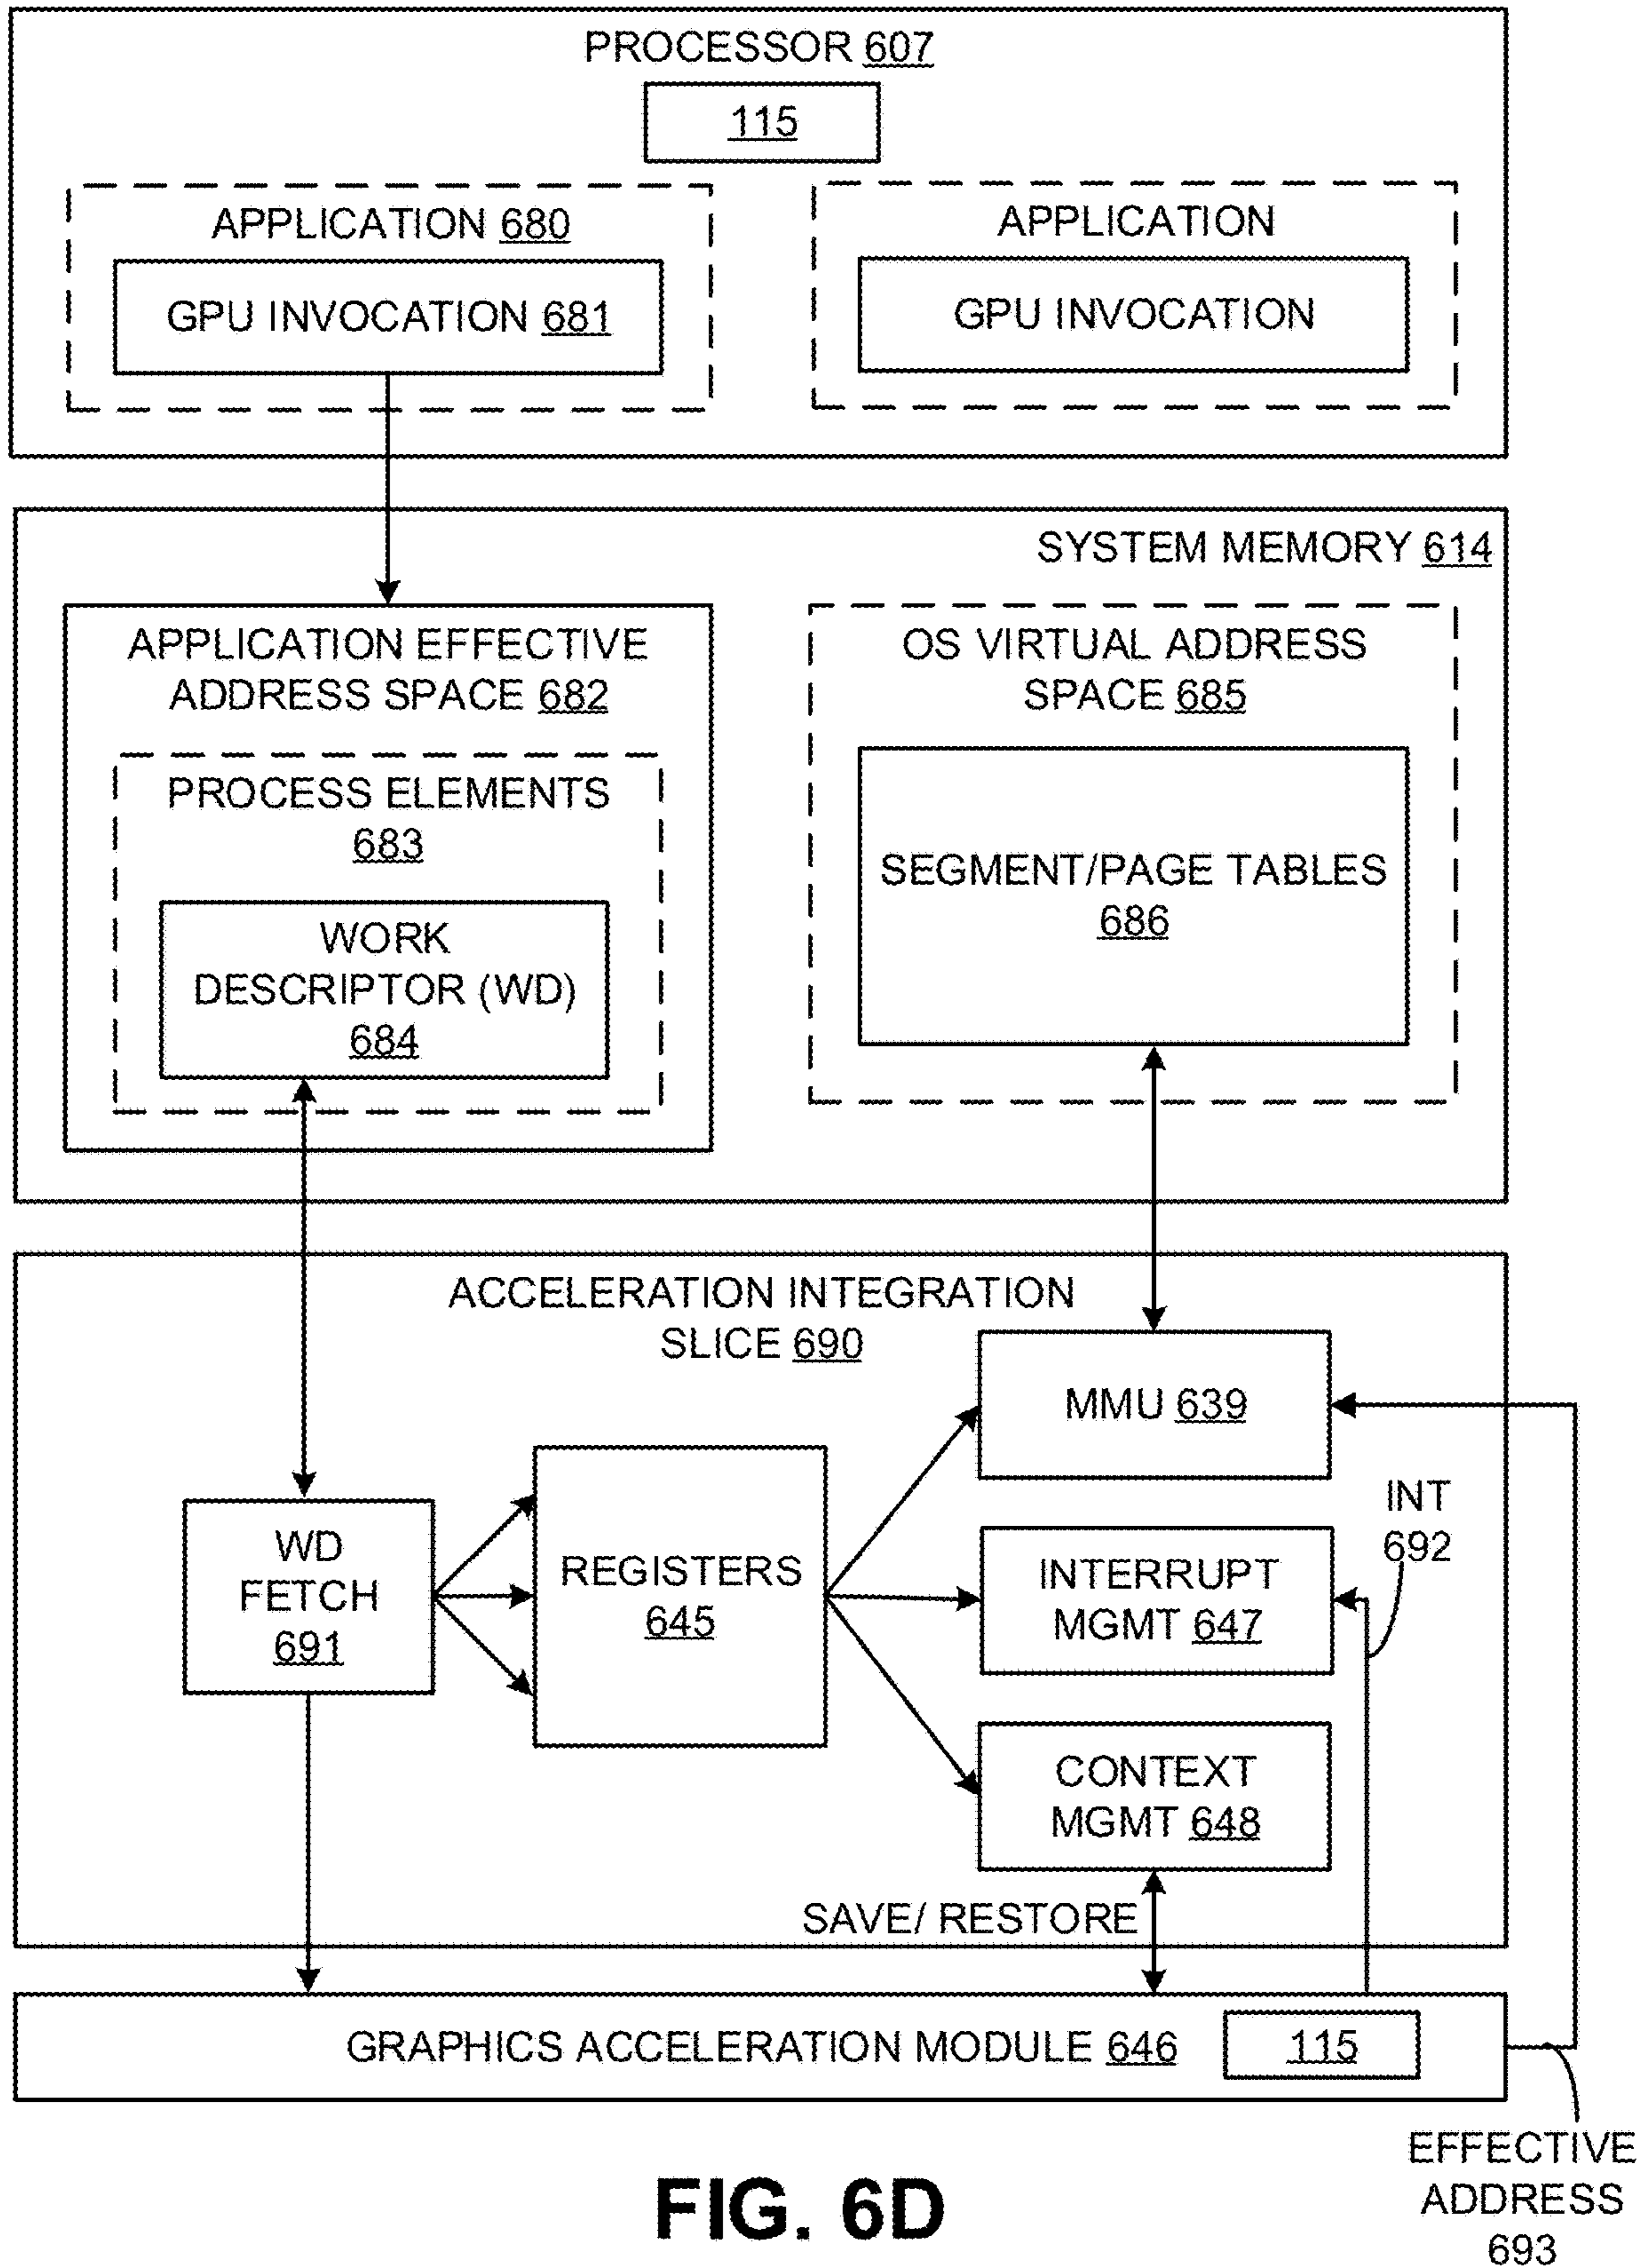 PROCESSOR 607
115
APPLICATION 680
GPU INVOCATION 681
APPLICATION
GPU INVOCATION
SYSTEM MEMORY 614
APPLICATION EFFECTIVE
ADDRESS SPACE 682
PROCESS ELEMENTS
683
WORK
DESCRIPTOR (WD)
684
OS VIRTUAL ADDRESS
SPACE 685
SEGMENT/PAGE TABLES
686
ACCELERATION INTEGRATION
SLICE 690
WD
FETCH
691
REGISTERS
645
MMU 639
INTERRUPT
MGMT 647
CONTEXT
MGMT 648
INT
692
SAVE/ RESTORE
GRAPHICS ACCELERATION MODULE 646
115
EFFECTIVE
ADDRESS
693
FIG. 6D